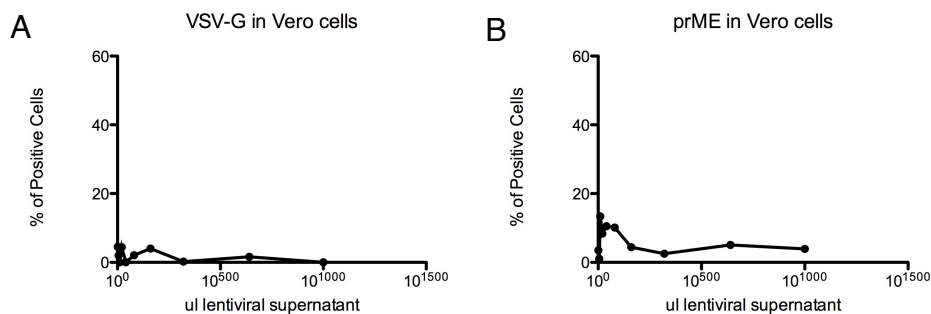 A
VSV-G in Vero cells
% of Positive Cells
60
40
20
0
10^0
10^500
10^1000
10^1500
ul lentiviral supernatant
B
prME in Vero cells
% of Positive Cells
60
40
20
0
10^0
10^500
10^1000
10^1500
ul lentiviral supernatant